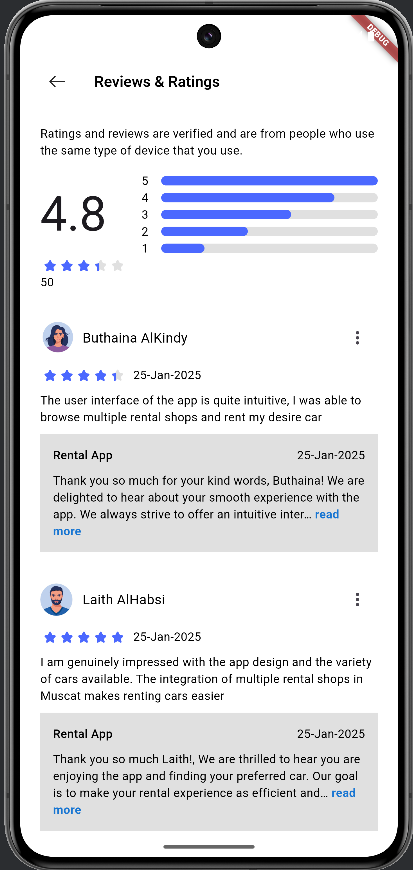 DEBUG
Reviews & Ratings
Ratings and reviews are verified and are from people who use
the same type of device that you use.
4.8
5
4
3
2
1
50
Buthaina AlKindy
25-Jan-2025
The user interface of the app is quite intuitive, I was able to
browse multiple rental shops and rent my desire car
Rental App 25-Jan-2025
Thank you so much for your kind words, Buthaina! We are
delighted to hear about your smooth experience with the
app. We always strive to offer an intuitive inter... read
more
Laith AlHabsi
25-Jan-2025
I am genuinely impressed with the app design and the variety
of cars available. The integration of multiple rental shops in
Muscat makes renting cars easier
Rental App 25-Jan-2025
Thank you so much Laith!, We are thrilled to hear you are
enjoying the app and finding your preferred car. Our goal
is to make your rental experience as efficient and... read
more